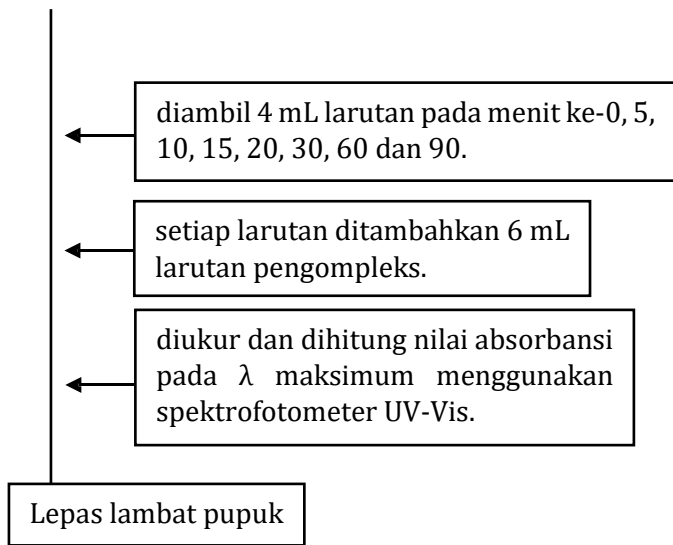 diambil 4 mL larutan pada menit ke-0, 5,
10, 15, 20, 30, 60 dan 90.
setiap larutan ditambahkan 6 mL
larutan pengompleks.
diukur dan dihitung nilai absorbansi
pada λ maksimum menggunakan
spektrofotometer UV-Vis.
Lepas lambat pupuk